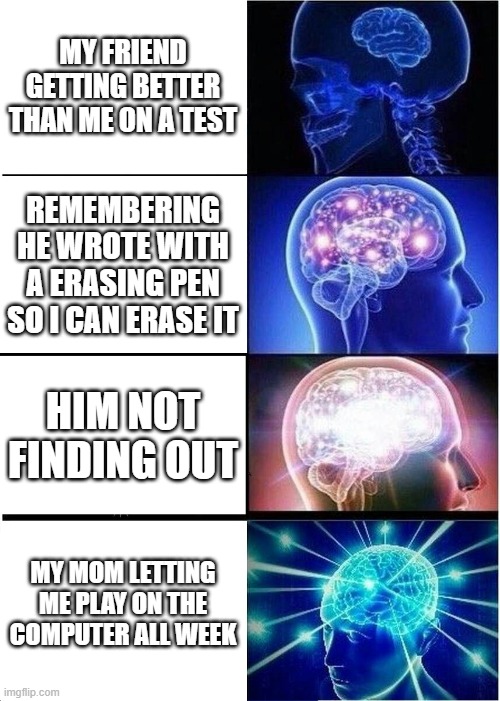 MY FRIEND
GETTING BETTER
THAN ME ON A TEST
REMEMBERING
HE WROTE WITH
A ERASING PEN
SO I CAN ERASE IT
HIM NOT
FINDING OUT
MY MOM LETTING
ME PLAY ON THE
COMPUTER ALL WEEK
imgflip.com